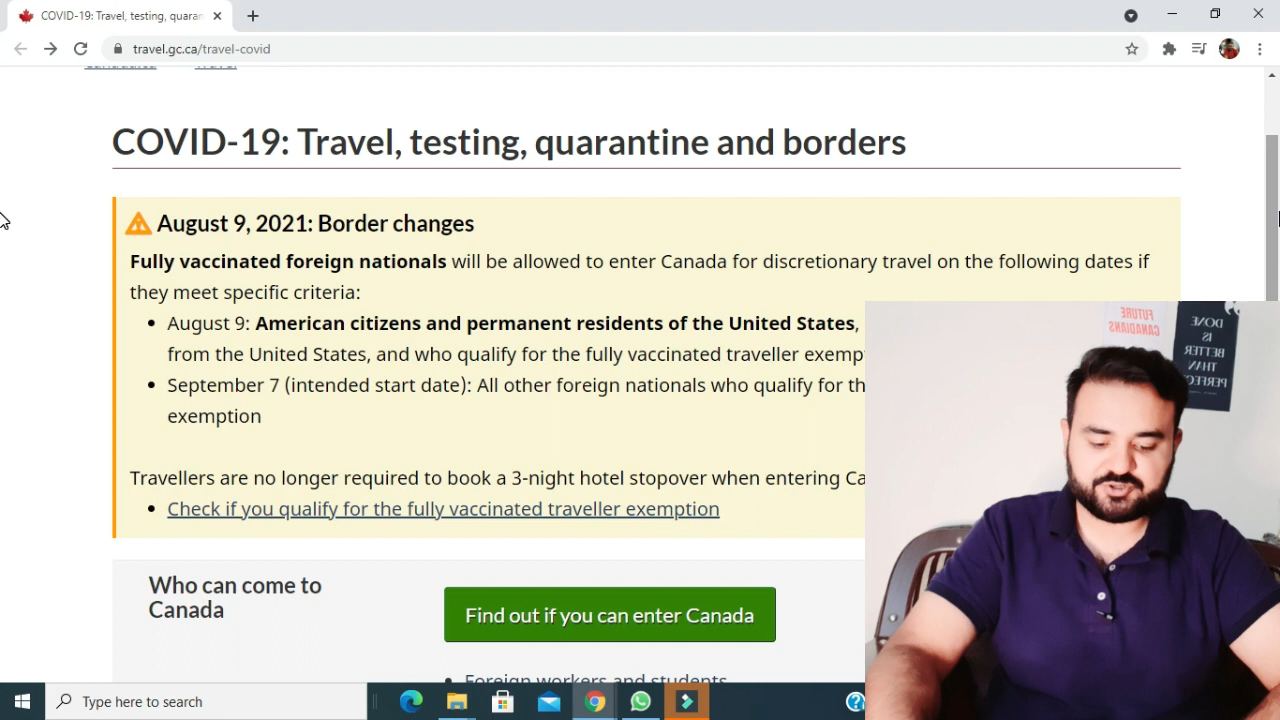 COVID-19: Travel, testing, quaran
travel.gc.ca/travel-covid
COVID-19: Travel, testing, quarantine and borders
August 9, 2021: Border changes
Fully vaccinated foreign nationals will be allowed to enter Canada for discretionary travel on the following dates if
they meet specific criteria:
August 9: American citizens and permanent residents of the United States,
from the United States, and who qualify for the fully vaccinated traveller exemp
September 7 (intended start date): All other foreign nationals who qualify for th
exemption
Travellers are no longer required to book a 3-night hotel stopover when entering Ca
Check if you qualify for the fully vaccinated traveller exemption
Who can come to
Canada
Find out if you can enter Canada
Foreign workers and students
Type here to search
FUTURE
CANADIANS
DONE
IS
BETTER
THAN
PERFECT